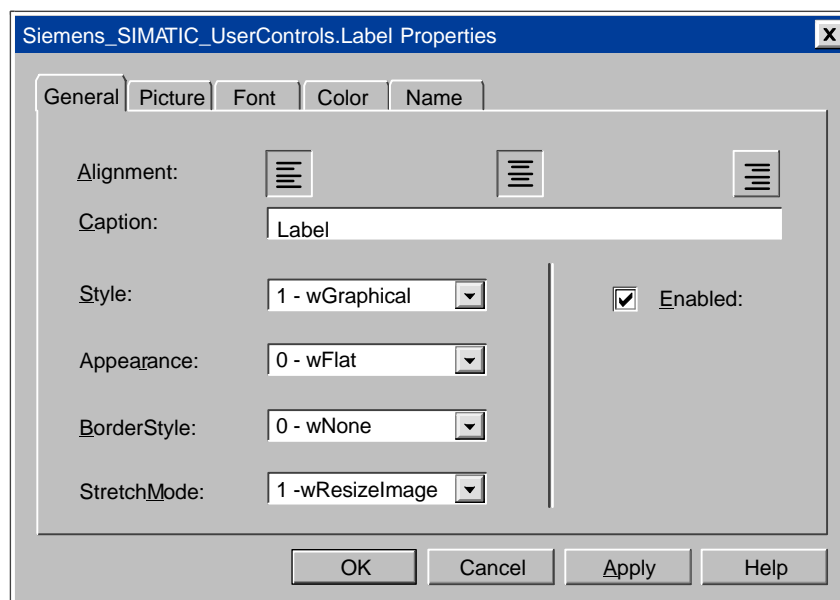 Siemens_SIMATIC_UserControls.Label Properties
General Picture Font Color Name
Alignment:
Caption: Label
Style: 1 - wGraphical Enabled:
Appearance: 0 - wFlat
BorderStyle: 0 - wNone
StretchMode: 1 -wResizeImage
OK Cancel Apply Help